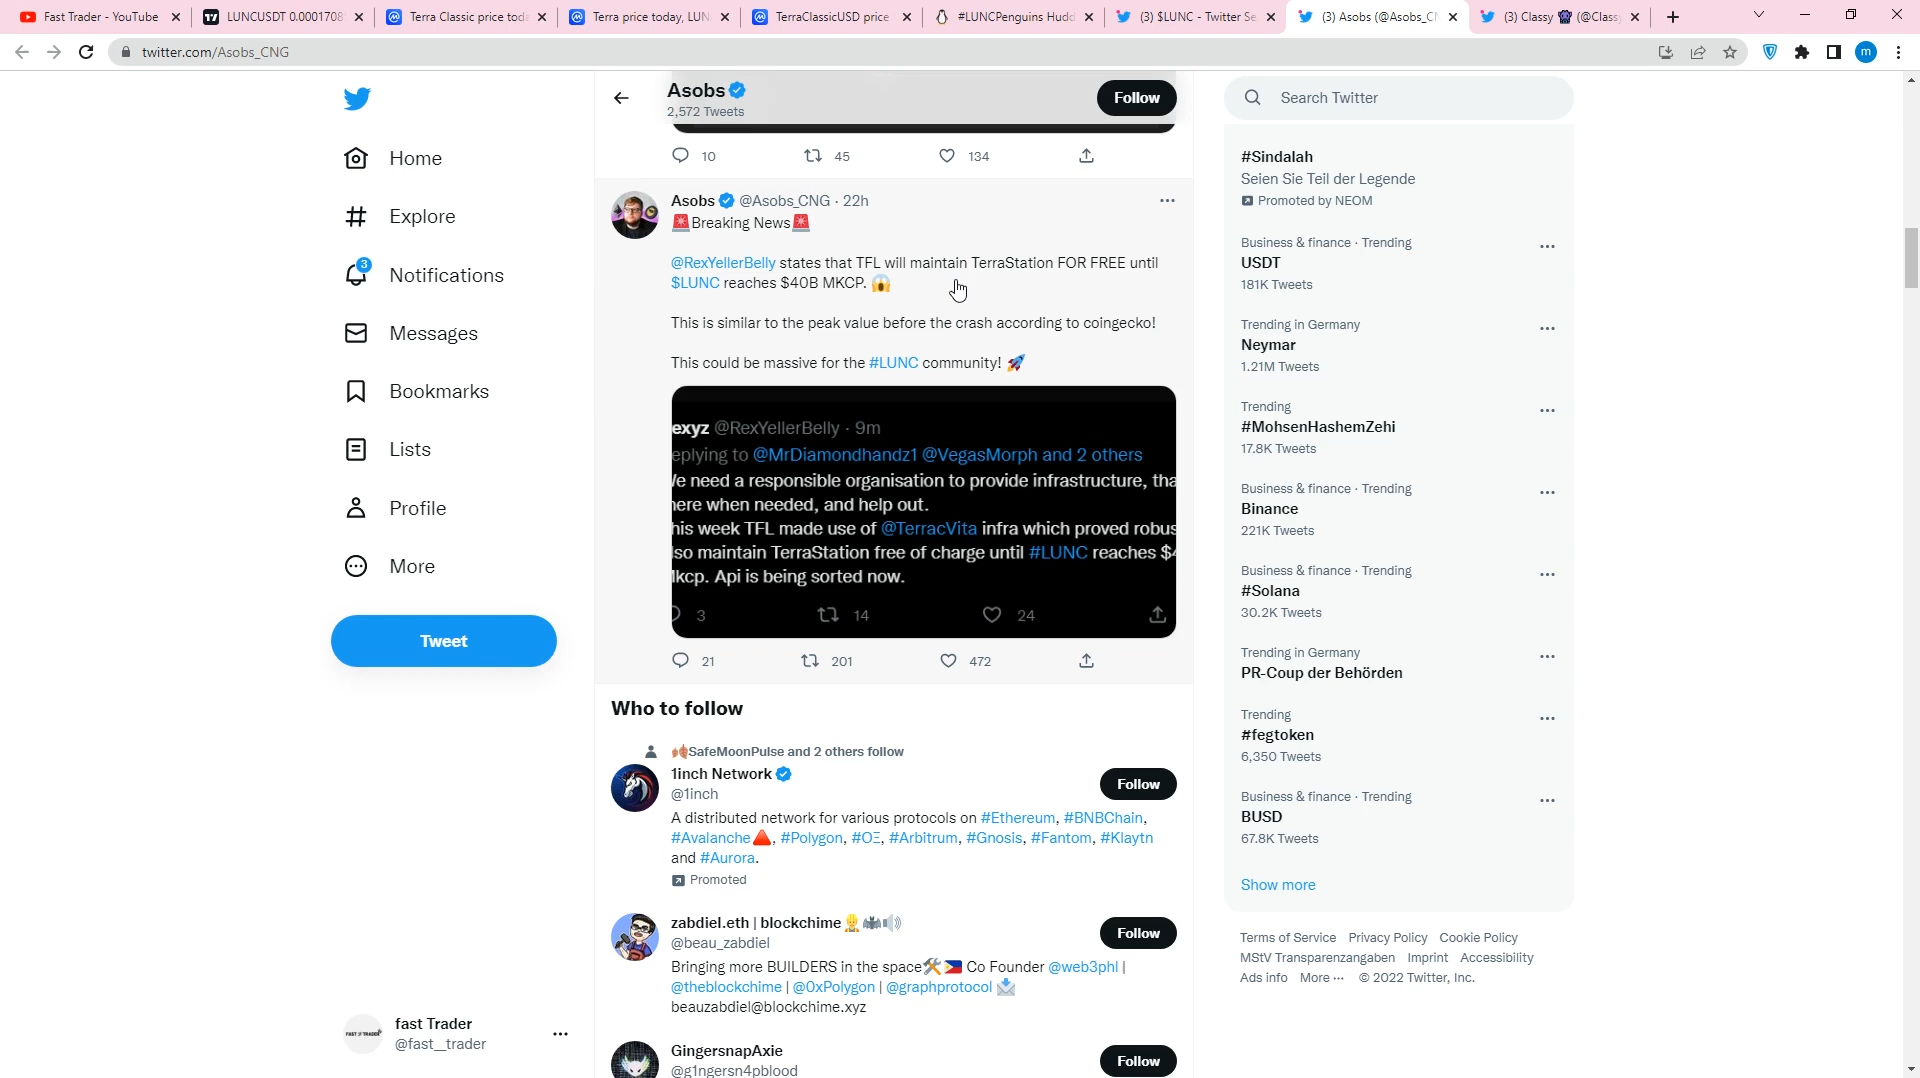 Fast Trader - YouTube
LUNCUSDT 0.0001708
Terra Classic price toda
Terra price today, LUN
TerraClassicUSD price
#LUNCPenguins Hudd
(3) $LUNC - Twitter Se
(3) Asobs (@Asobs_CN
(3) Classy (@Class
twitter.com/Asobs_CNG
m
Home
Explore
3
Notifications
Messages
Bookmarks
Lists
Profile
More
Tweet
fast Trader
@fast__trader
Asobs
2,572 Tweets
Follow
10
45
134
Asobs @Asobs_CNG · 22h
🚨Breaking News🚨
@RexYellerBelly states that TFL will maintain TerraStation FOR FREE until
$LUNC reaches $40B MKCP. 😱
This is similar to the peak value before the crash according to coingecko!
This could be massive for the #LUNC community! 🚀
exyz @RexYellerBelly · 9m
eplying to @MrDiamondhandz1 @VegasMorph and 2 others
e need a responsible organisation to provide infrastructure, tha
here when needed, and help out.
his week TFL made use of @TerracVita infra which proved robus
lso maintain TerraStation free of charge until #LUNC reaches $4
kcp. Api is being sorted now.
3
14
24
21
201
472
Who to follow
SafeMoonPulse and 2 others follow
1inch Network
@1inch
Follow
A distributed network for various protocols on #Ethereum, #BNBChain,
#Avalanche🔺, #Polygon, #OΞ, #Arbitrum, #Gnosis, #Fantom, #Klaytn
and #Aurora.
Promoted
zabdiel.eth | blockchime👷🦇🔊
@beau_zabdiel
Follow
Bringing more BUILDERS in the space🛠🇵🇭 Co Founder @web3phl |
@theblockchime | @0xPolygon | @graphprotocol 📩
beauzabdiel@blockchime.xyz
GingersnapAxie
@g1ngersn4pblood
Follow
Search Twitter
#Sindalah
Seien Sie Teil der Legende
Promoted by NEOM
Business & finance · Trending
USDT
181K Tweets
Trending in Germany
Neymar
1.21M Tweets
Trending
#MohsenHashemZehi
17.8K Tweets
Business & finance · Trending
Binance
221K Tweets
Business & finance · Trending
#Solana
30.2K Tweets
Trending in Germany
PR-Coup der Behörden
Trending
#fegtoken
6,350 Tweets
Business & finance · Trending
BUSD
67.8K Tweets
Show more
Terms of Service Privacy Policy Cookie Policy
MStV Transparenzangaben Imprint Accessibility
Ads info More ··· © 2022 Twitter, Inc.